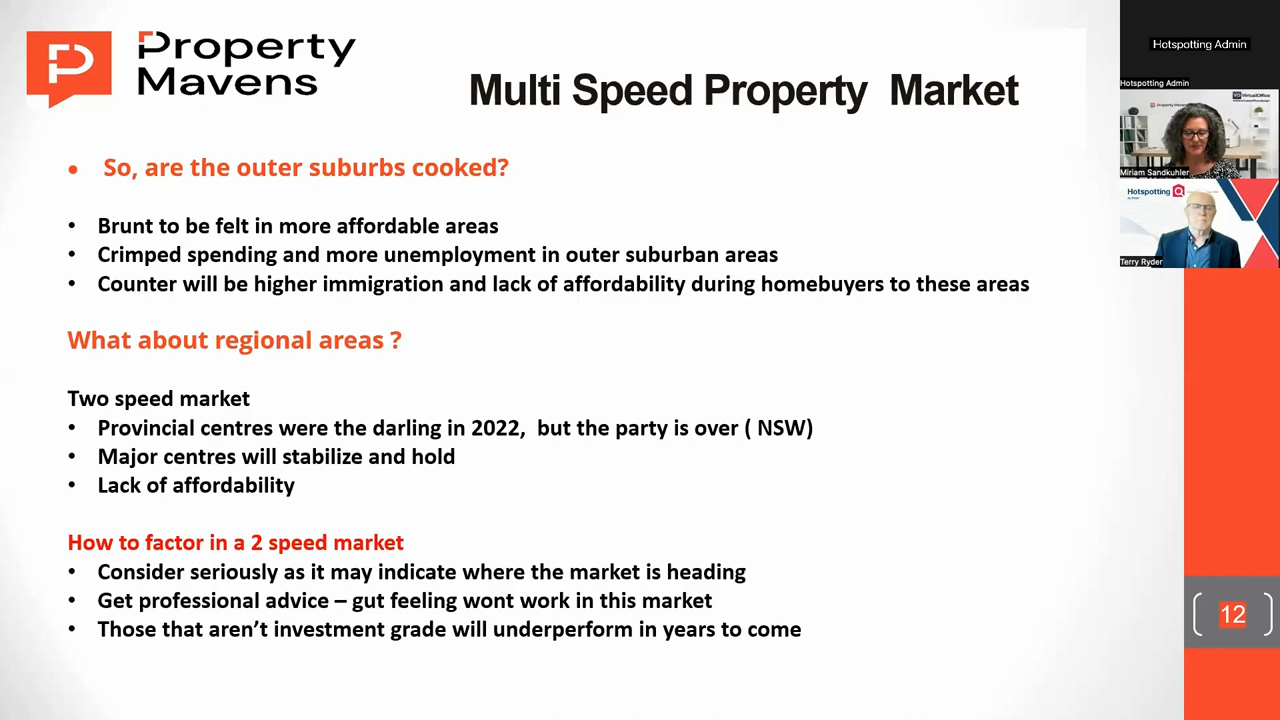 Property
Mavens
Multi Speed Property Market
• So, are the outer suburbs cooked?
• Brunt to be felt in more affordable areas
• Crimped spending and more unemployment in outer suburban areas
• Counter will be higher immigration and lack of affordability during homebuyers to these areas
What about regional areas ?
Two speed market
• Provincial centres were the darling in 2022, but the party is over ( NSW)
• Major centres will stabilize and hold
• Lack of affordability
How to factor in a 2 speed market
• Consider seriously as it may indicate where the market is heading
• Get professional advice – gut feeling wont work in this market
• Those that aren’t investment grade will underperform in years to come
Hotspotting Admin
Hotspotting Admin
Property Mavens
VirtualOffice
Miriam Sandkuhler
Hotspotting
Terry Ryder
12